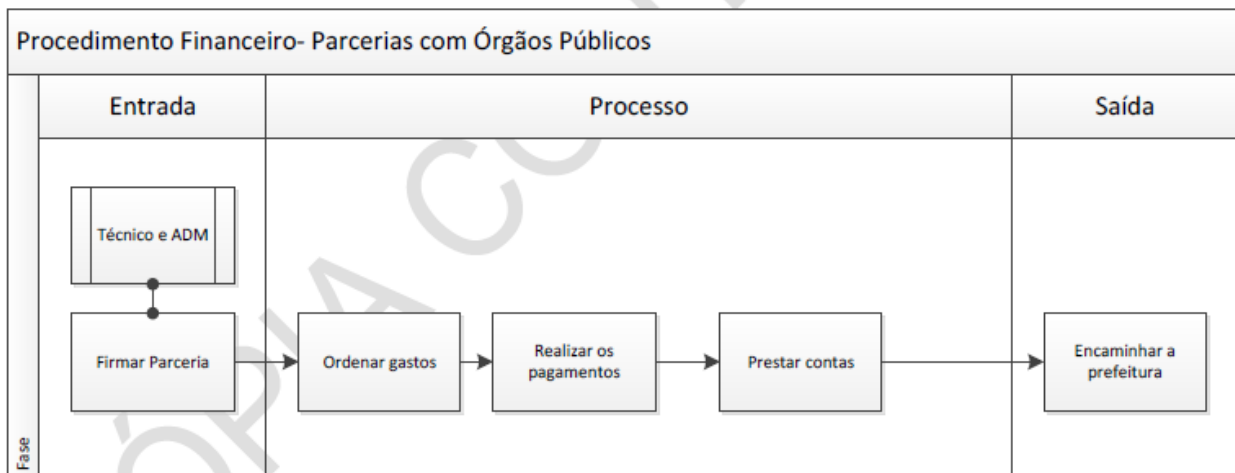 Procedimento Financeiro- Parcerias com Órgãos Públicos
Entrada
Processo
Saída
Técnico e ADM
Firmar Parceria
Ordenar gastos
Realizar os
pagamentos
Prestar contas
Encaminhar a
prefeitura
Fase